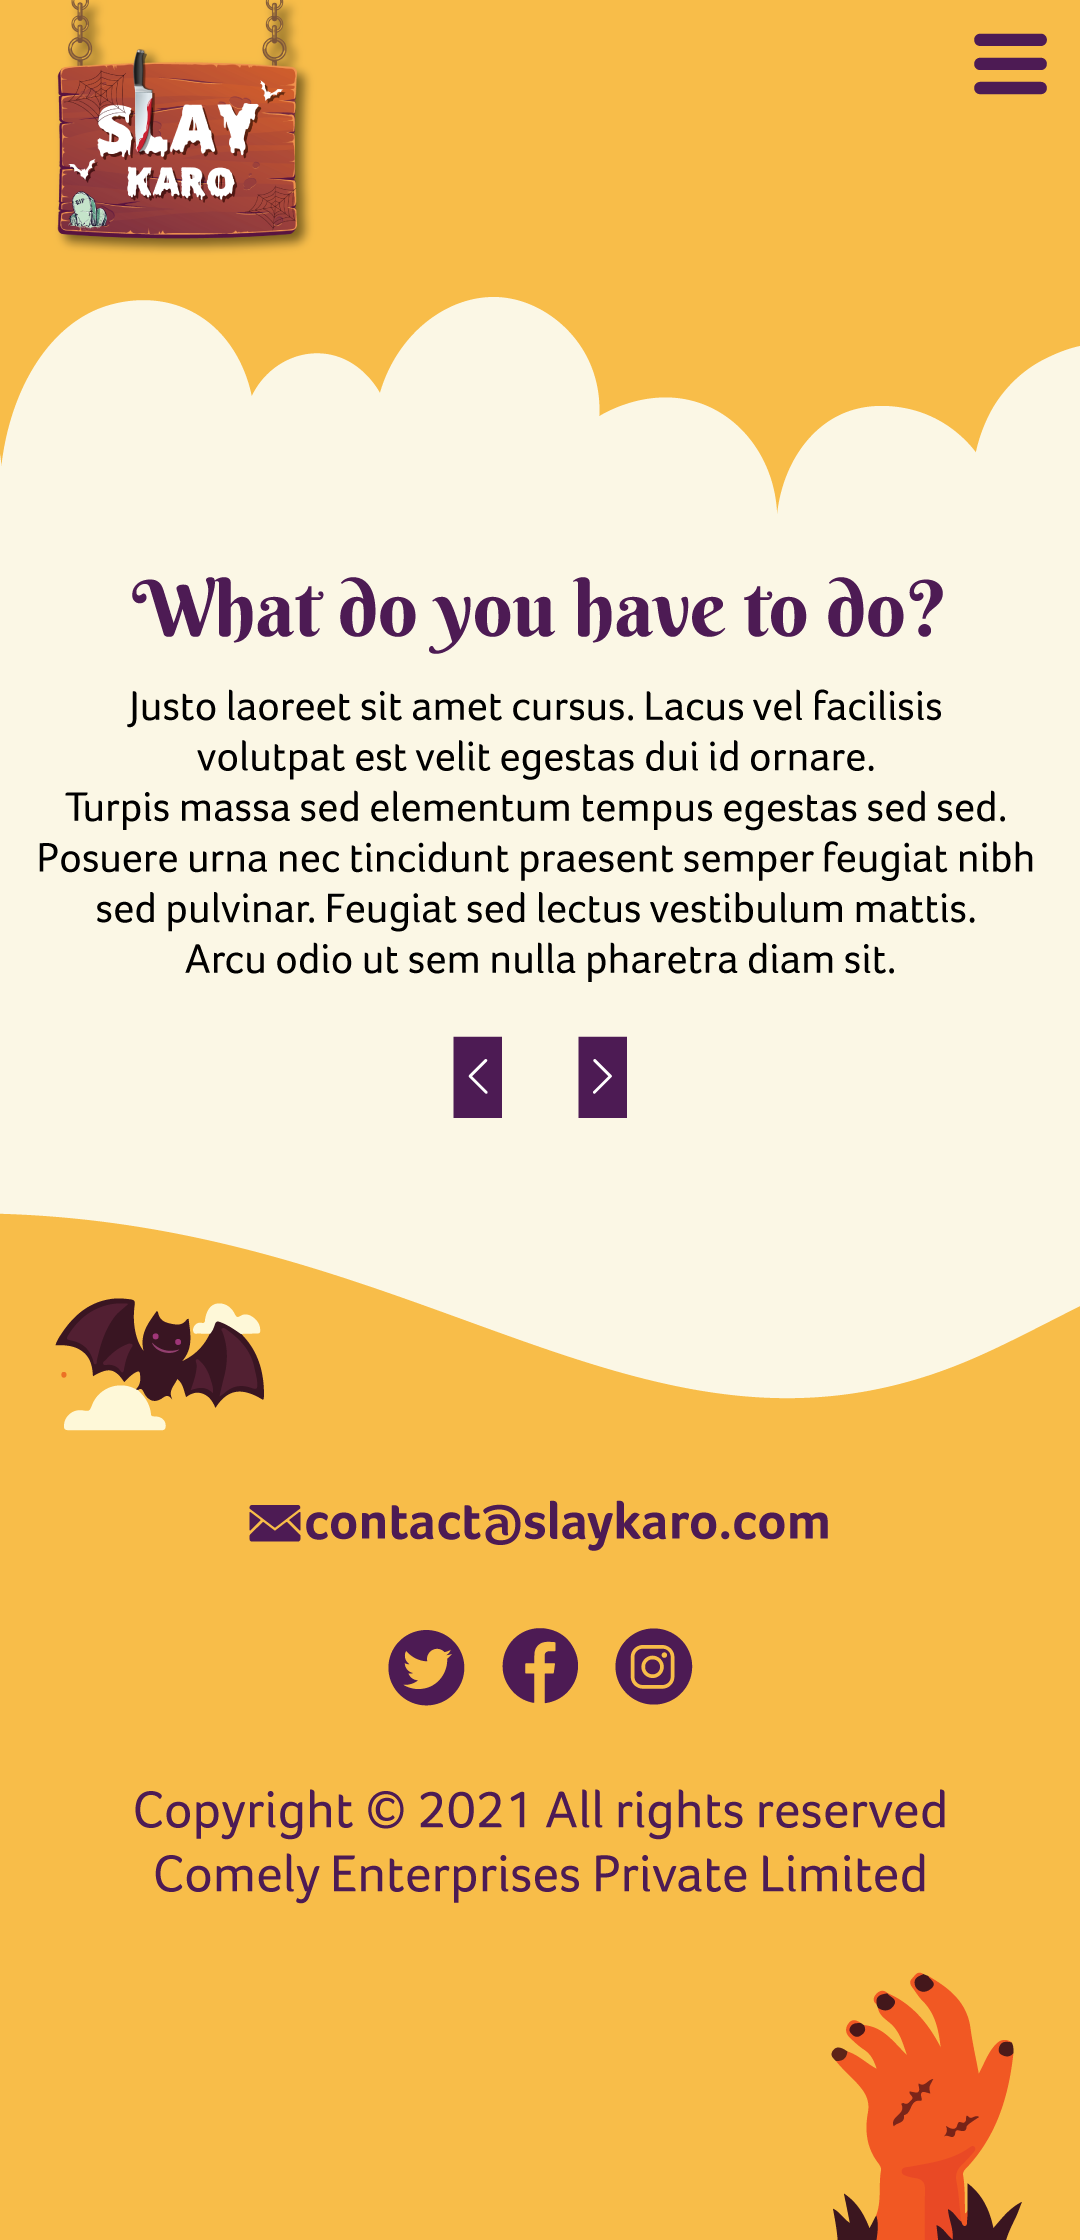 SLAY
KARO
RIP
What do you have to do?
Justo laoreet sit amet cursus. Lacus vel facilisis
volutpat est velit egestas dui id ornare.
Turpis massa sed elementum tempus egestas sed sed.
Posuere urna nec tincidunt praesent semper feugiat nibh
sed pulvinar. Feugiat sed lectus vestibulum mattis.
Arcu odio ut sem nulla pharetra diam sit.
contact@slaykaro.com
Copyright © 2021 All rights reserved
Comely Enterprises Private Limited